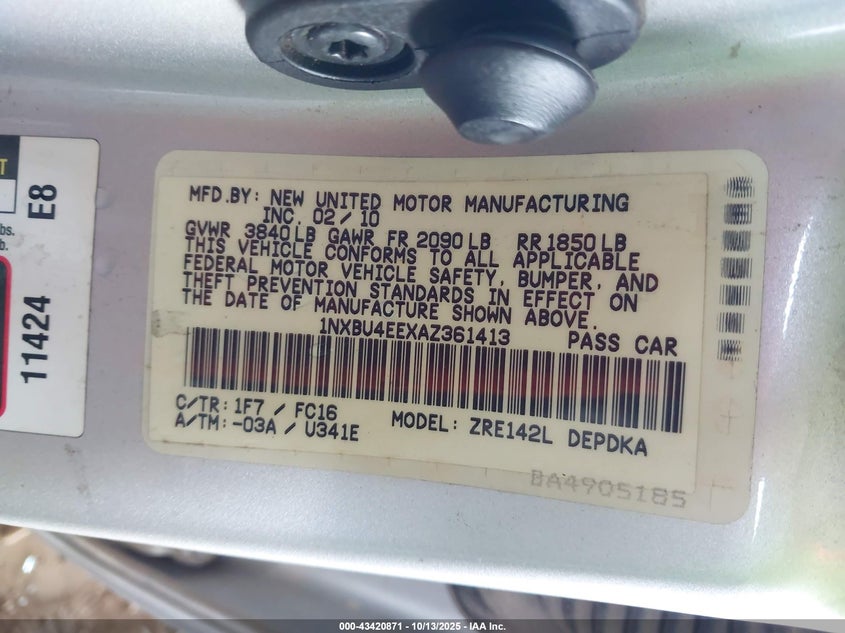 MFD.BY: NEW UNITED MOTOR MANUFACTURING
INC. 02/10
GVWR 3840LB GAWR FR 2090LB RR 1850LB
THIS VEHICLE CONFORMS TO ALL APPLICABLE
FEDERAL MOTOR VEHICLE SAFETY, BUMPER, AND
THEFT PREVENTION STANDARDS IN EFFECT ON
THE DATE OF MANUFACTURE SHOWN ABOVE.
1NXBU4EEXAZ361413 PASS CAR
C/TR: 1F7 / FC16
A/TM: -03A / U341E
MODEL: ZRE142L DEPDKA
BA4905185
T
lbs.
b.
E8
11424
000-43420871 - 10/13/2025 - IAA Inc.